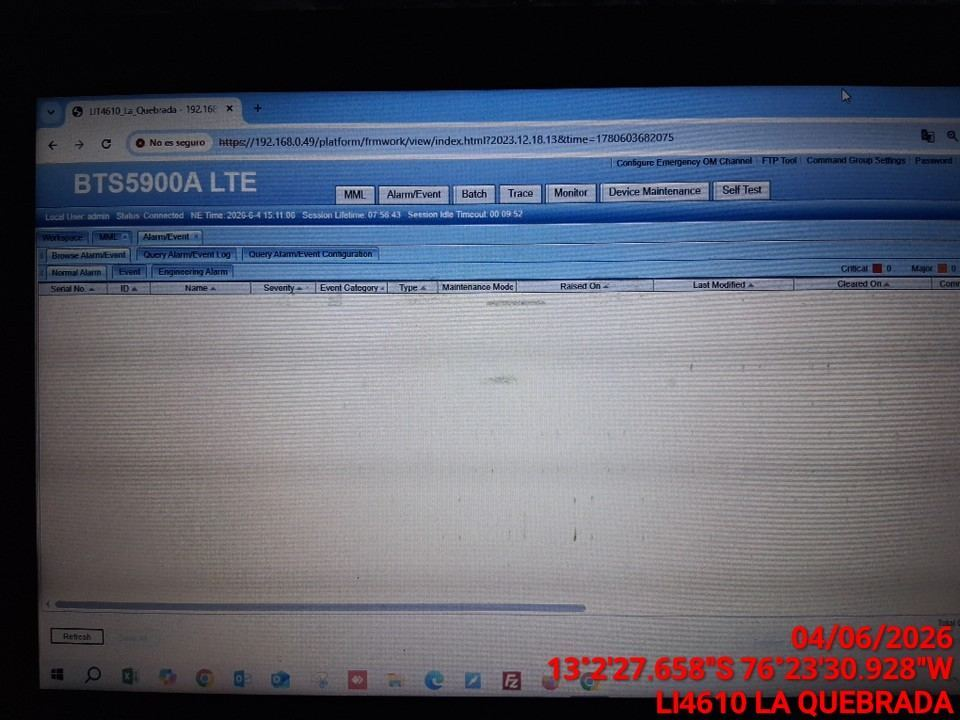 LI4610_La_Quebrada - 192.168
No es seguro https://192.168.0.49/platform/frmwork/view/index.html?2023.12.18.13&time=1780603682075
Configure Emergency OM Channel FTP Tool Command Group Settings Password
BTS5900A LTE
MML Alarm/Event Batch Trace Monitor Device Maintenance Self Test
Local User: admin Status: Connected NE Time: 2026-6-4 15:11:06 Session Lifetime: 07:56:43 Session Idle Timeout: 00:09:52
Workspace MML Alarm/Event
Browse Alarm/Event Query Alarm/Event Log Query Alarm/Event Configuration
Normal Alarm Event Engineering Alarm Critical 0 Major 0
Serial No. ID Name Severity Event Category Type Maintenance Mode Raised On Last Modified Cleared On Comm
Total
Refresh
04/06/2026
13°2'27.658"S 76°23'30.928"W
LI4610 LA QUEBRADA